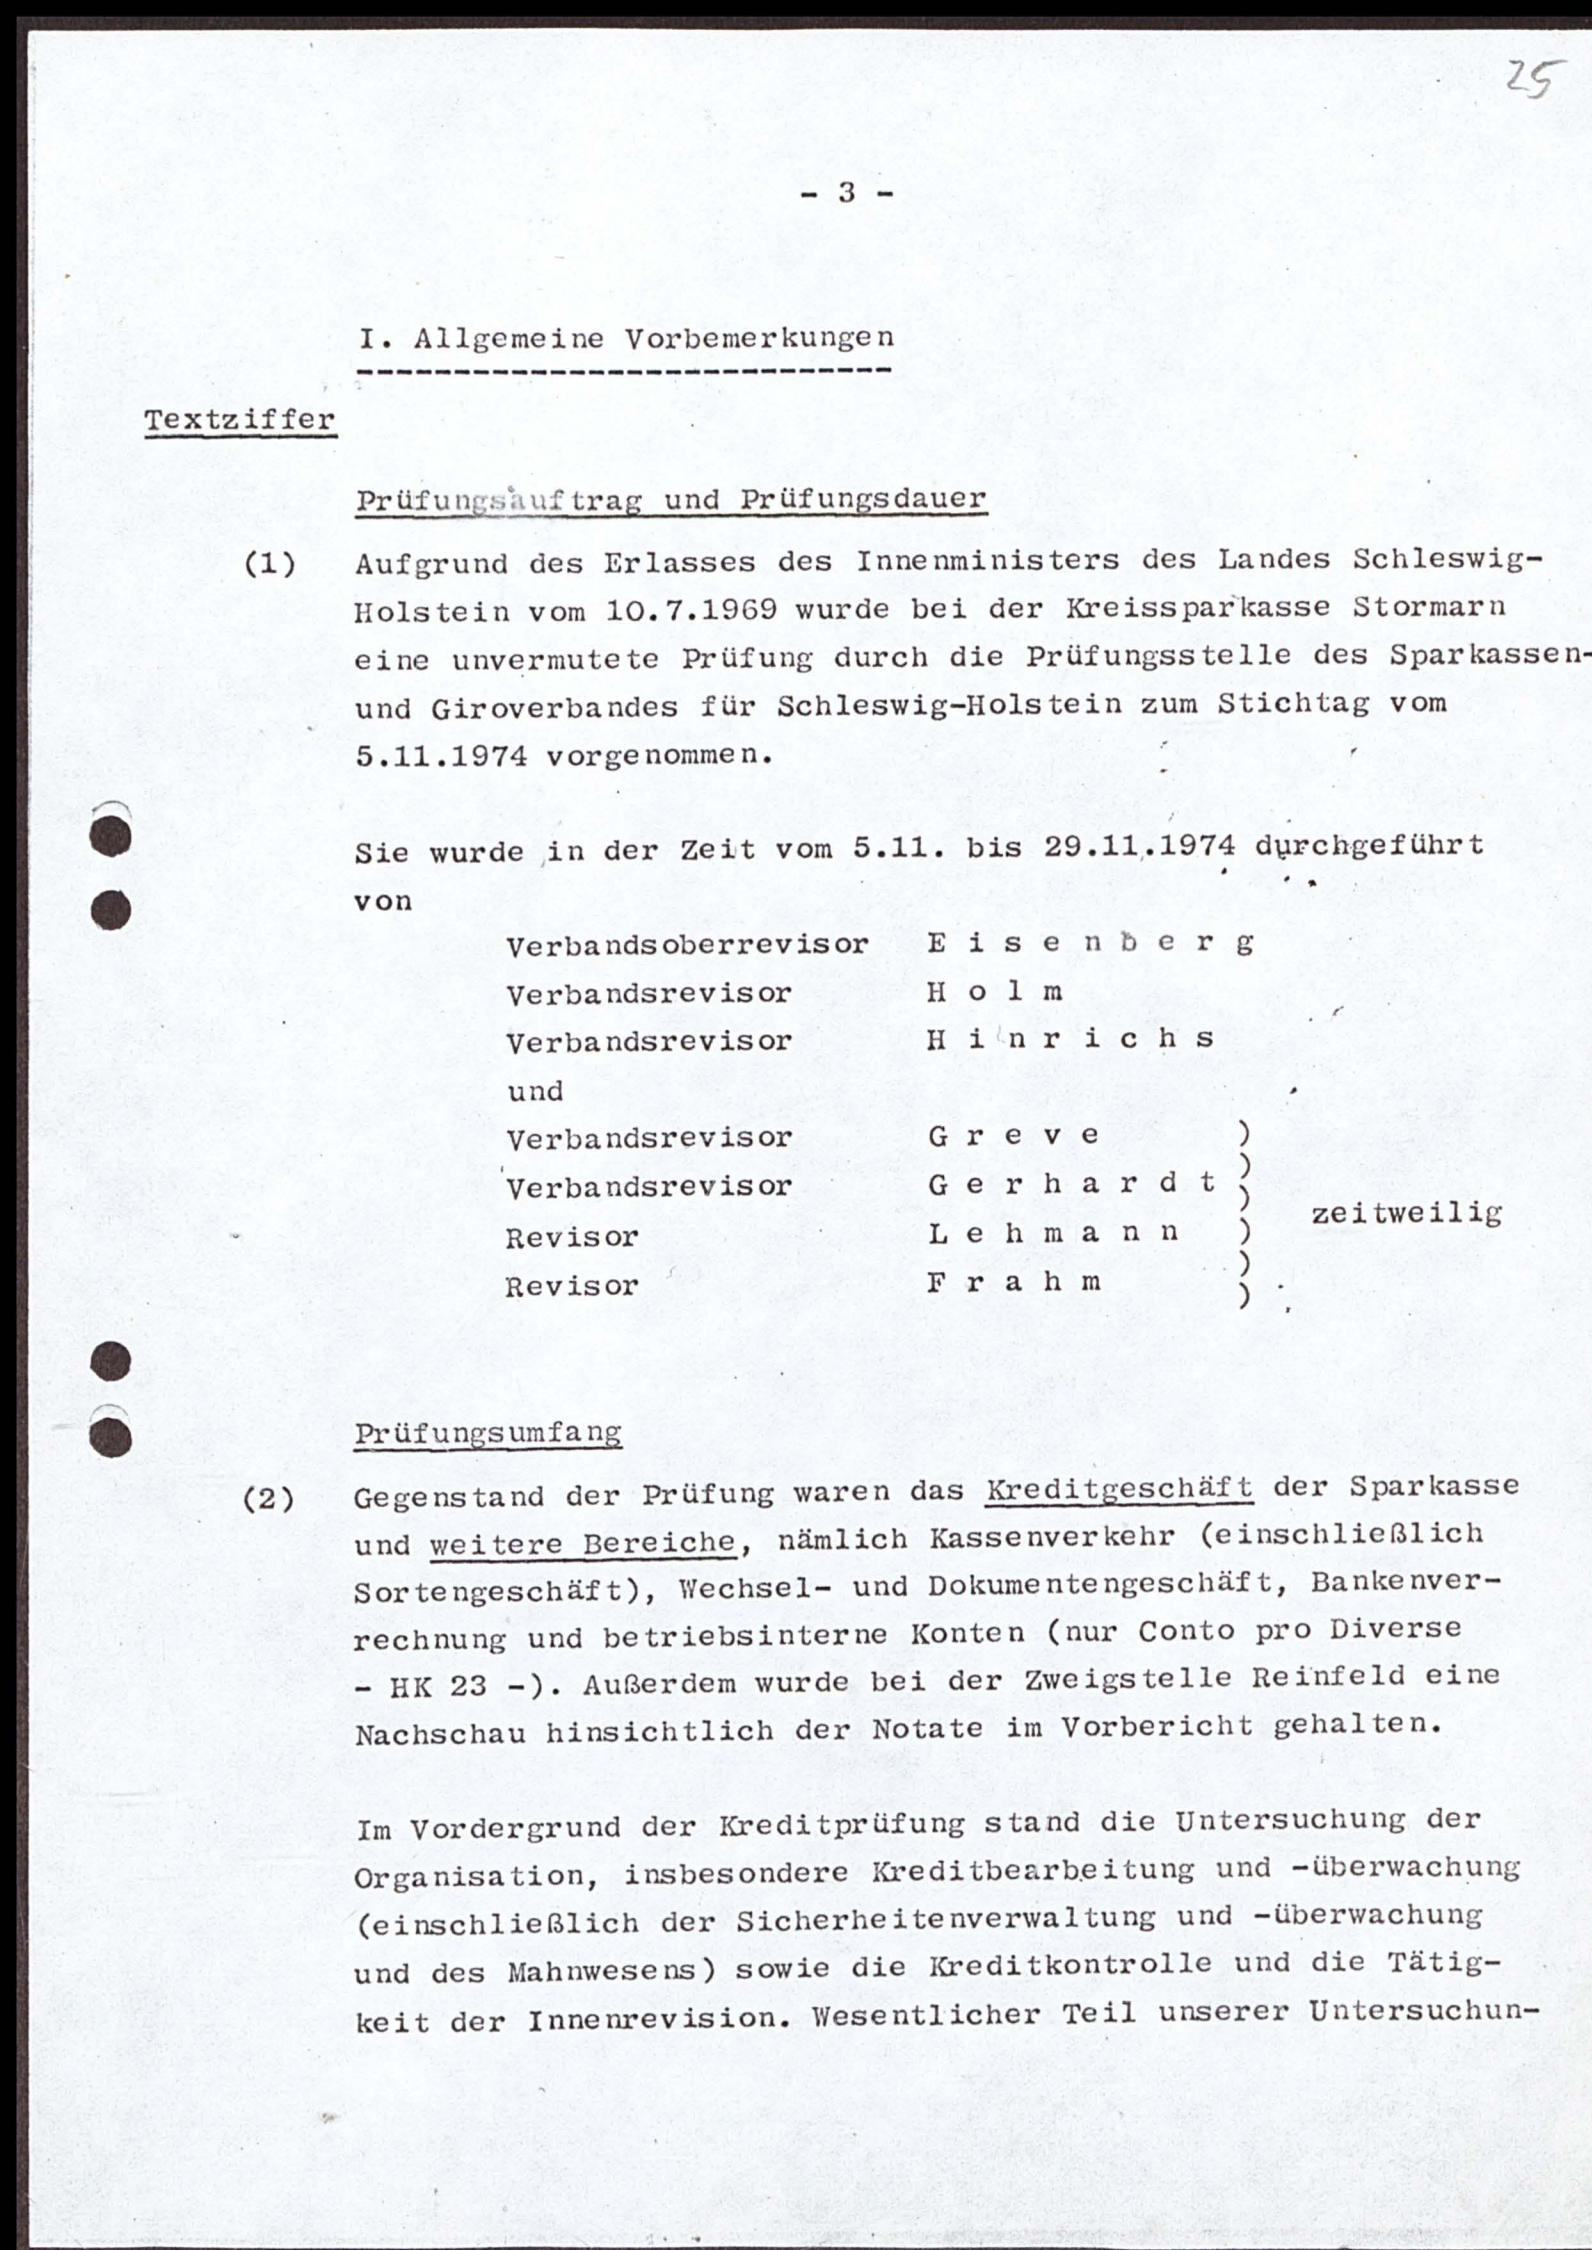 25
- 3 -
I. Allgemeine Vorbemerkungen
----------------------------
Textziffer
Prüfungsauftrag und Prüfungsdauer
(1) Aufgrund des Erlasses des Innenministers des Landes Schleswig-
Holstein vom 10.7.1969 wurde bei der Kreissparkasse Stormarn
eine unvermutete Prüfung durch die Prüfungsstelle des Sparkassen-
und Giroverbandes für Schleswig-Holstein zum Stichtag vom
5.11.1974 vorgenommen.
Sie wurde in der Zeit vom 5.11. bis 29.11.1974 durchgeführt
von
Verbandsoberrevisor E i s e n b e r g
Verbandsrevisor H o l m
Verbandsrevisor H i n r i c h s
und
Verbandsrevisor G r e v e )
Verbandsrevisor G e r h a r d t )
zeitweilig
Revisor L e h m a n n )
Revisor F r a h m )
Prüfungsumfang
(2) Gegenstand der Prüfung waren das Kreditgeschäft der Sparkasse
und weitere Bereiche, nämlich Kassenverkehr (einschließlich
Sortengeschäft), Wechsel- und Dokumentengeschäft, Bankenver-
rechnung und betriebsinterne Konten (nur Conto pro Diverse
- HK 23 -). Außerdem wurde bei der Zweigstelle Reinfeld eine
Nachschau hinsichtlich der Notate im Vorbericht gehalten.
Im Vordergrund der Kreditprüfung stand die Untersuchung der
Organisation, insbesondere Kreditbearbeitung und -überwachung
(einschließlich der Sicherheitenverwaltung und -überwachung
und des Mahnwesens) sowie die Kreditkontrolle und die Tätig-
keit der Innenrevision. Wesentlicher Teil unserer Untersuchun-